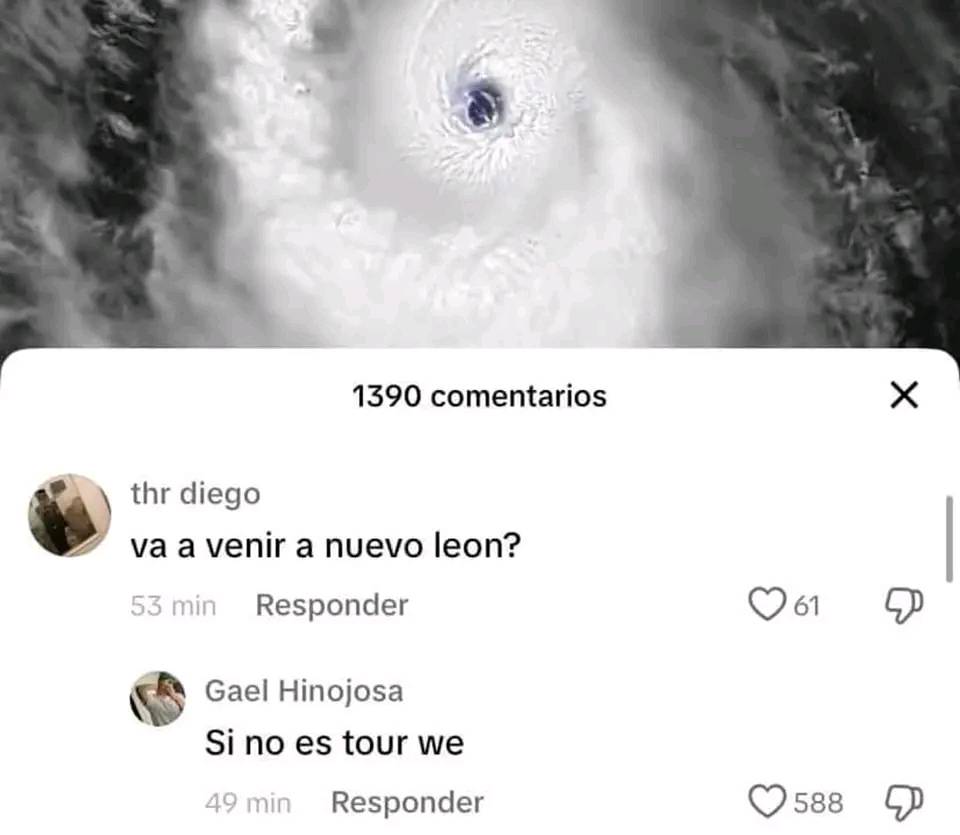 1390 comentarios
thr diego
va a venir a nuevo leon?
53 min Responder 61
Gael Hinojosa
Si no es tour we
49 min Responder 588